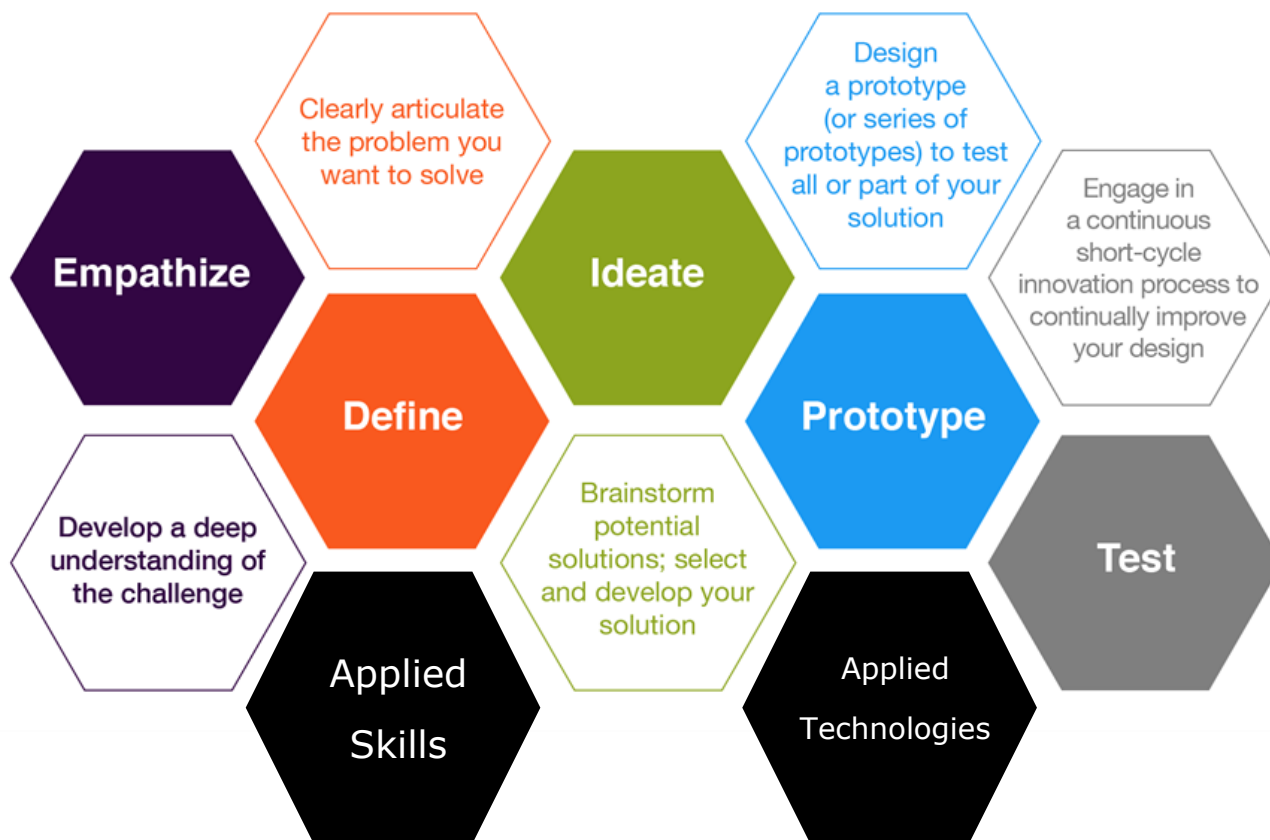 Empathize
Develop a deep
understanding of
the challenge
Clearly articulate
the problem you
want to solve
Define
Applied
Skills
Ideate
Brainstorm
potential
solutions; select
and develop your
solution
Design
a prototype
(or series of
prototypes) to test
all or part of your
solution
Prototype
Applied
Technologies
Engage in
a continuous
short-cycle
innovation process to
continually improve
your design
Test